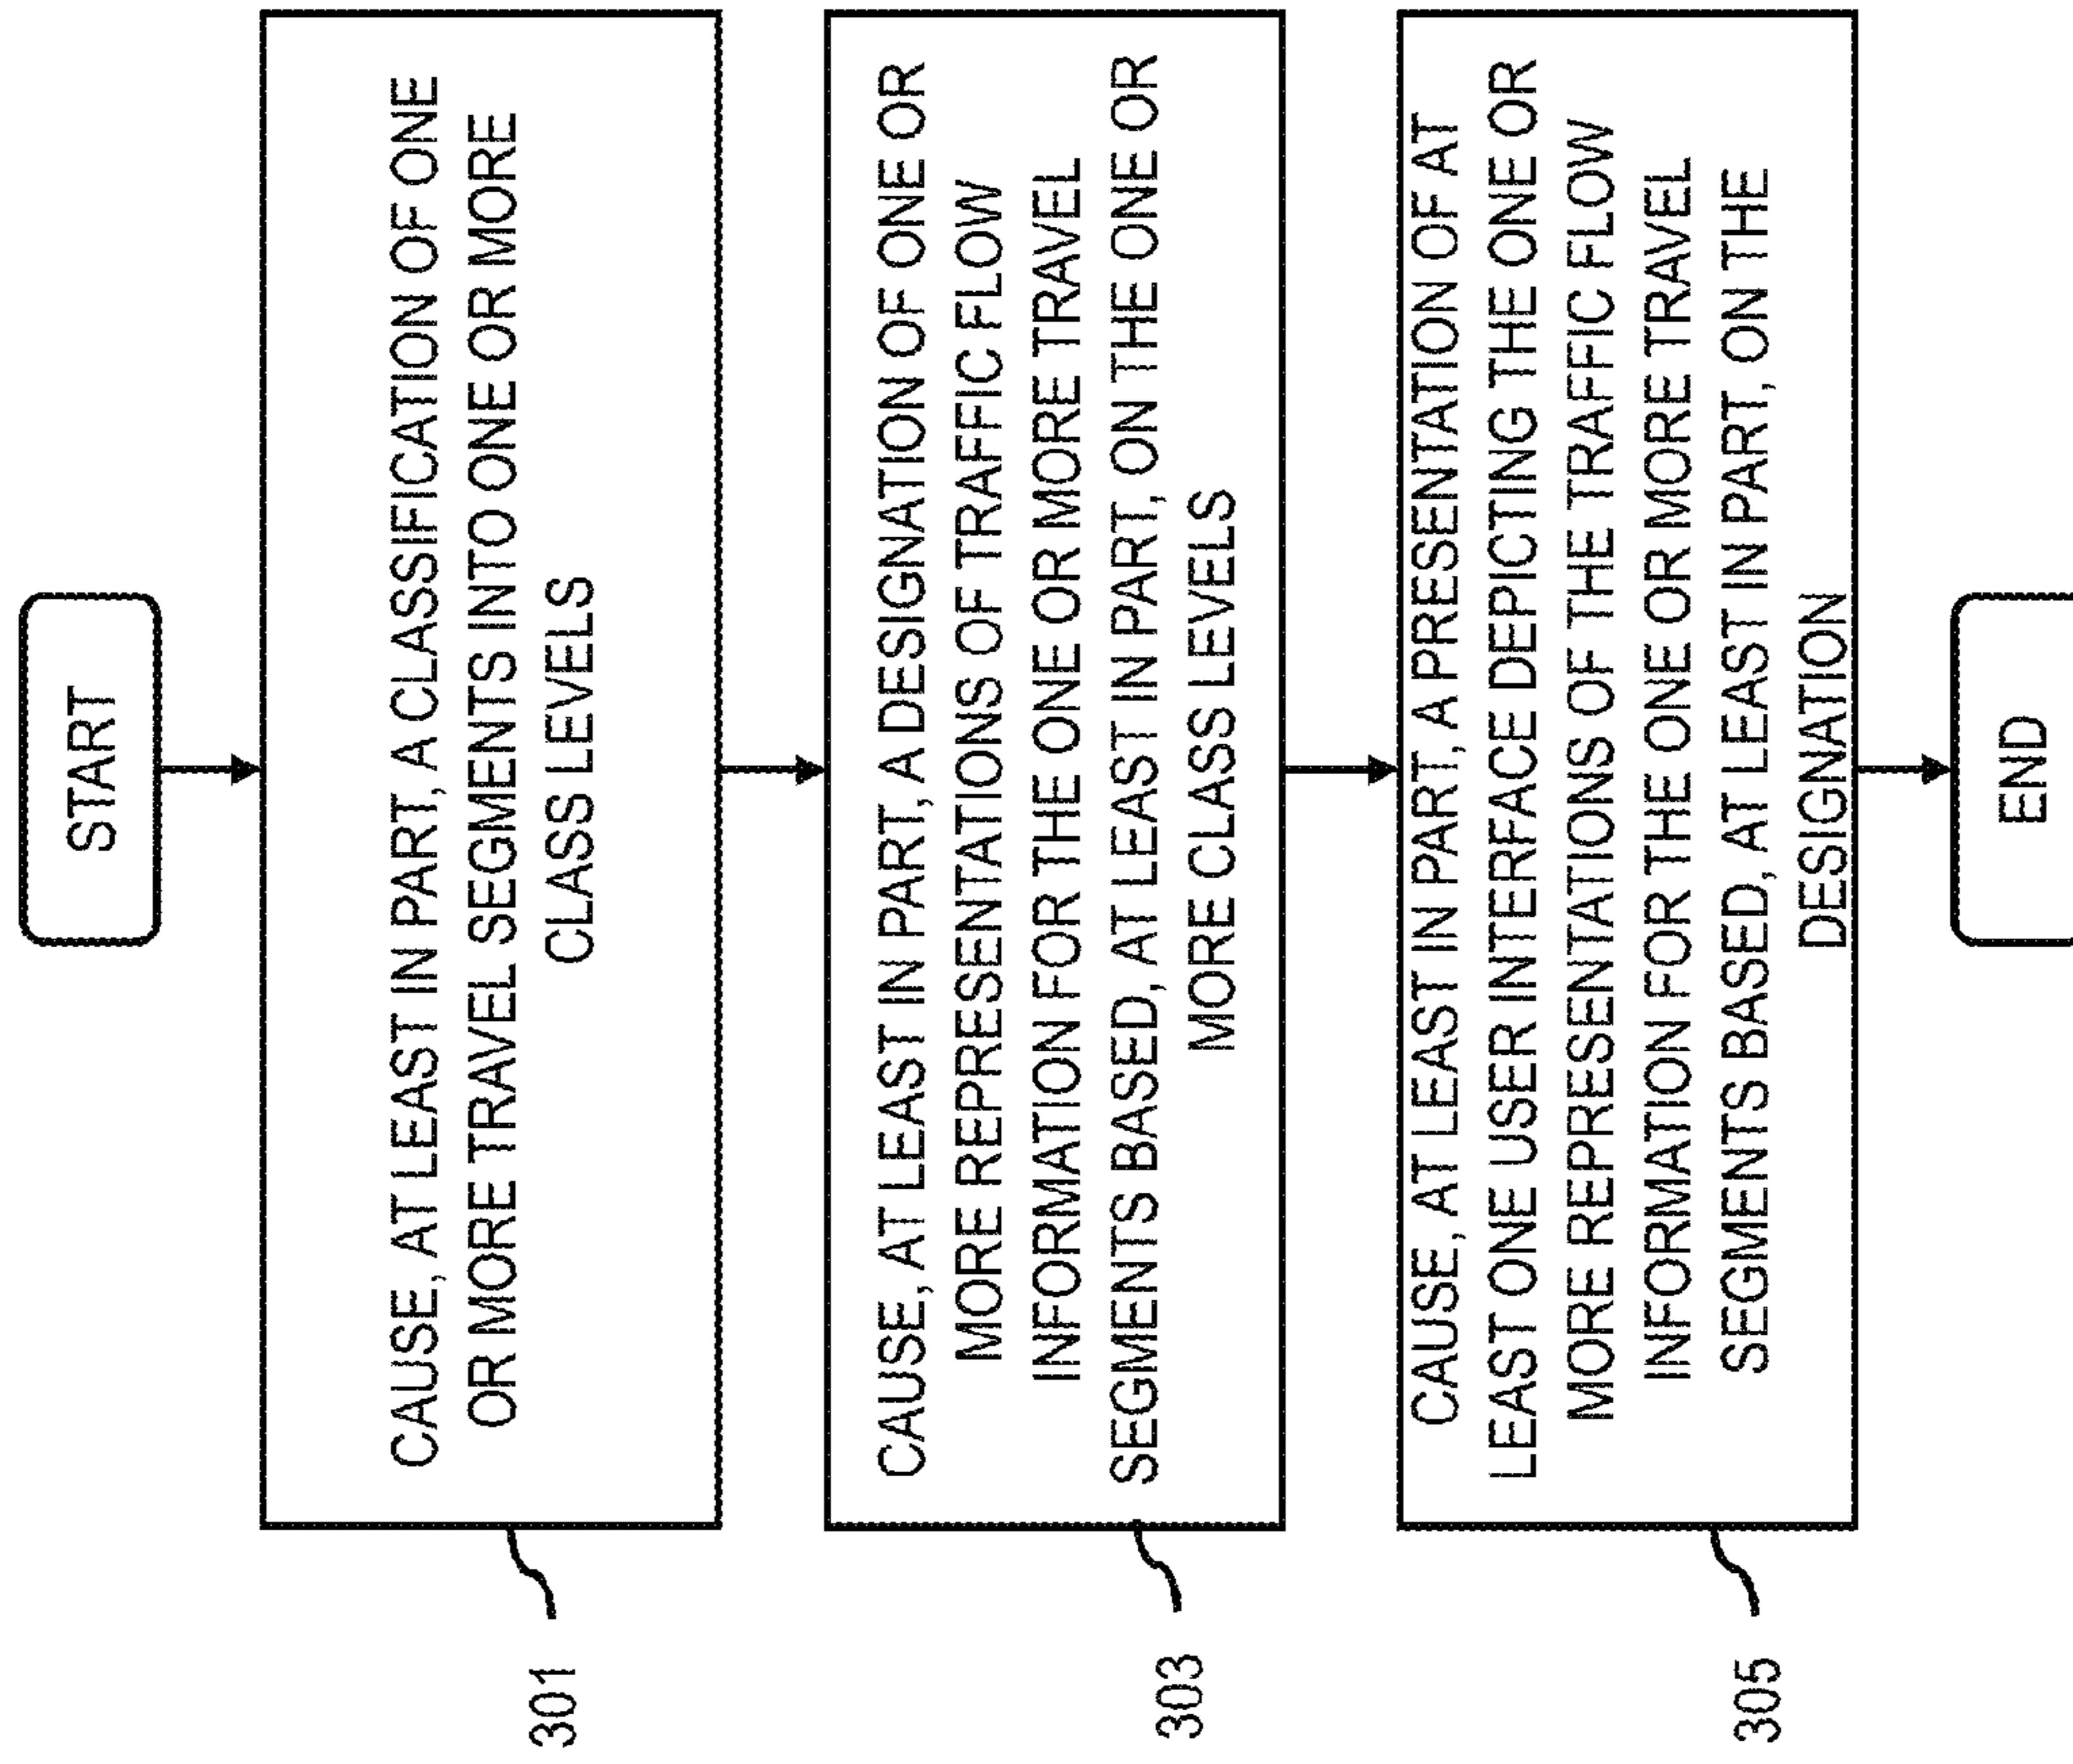 START
CAUSE, AT LEAST IN PART, A CLASSIFICATION OF ONE
OR MORE TRAVEL SEGMENTS INTO ONE OR MORE
CLASS LEVELS
301
CAUSE, AT LEAST IN PART, A DESIGNATION OF ONE OR
MORE REPRESENTATIONS OF TRAFFIC FLOW
INFORMATION FOR THE ONE OR MORE TRAVEL
SEGMENTS BASED, AT LEAST IN PART, ON THE ONE OR
MORE CLASS LEVELS
303
CAUSE, AT LEAST IN PART, A PRESENTATION OF AT
LEAST ONE USER INTERFACE DEPICTING THE ONE OR
MORE REPRESENTATIONS OF THE TRAFFIC FLOW
INFORMATION FOR THE ONE OR MORE TRAVEL
SEGMENTS BASED, AT LEAST IN PART, ON THE
DESIGNATION
305
END